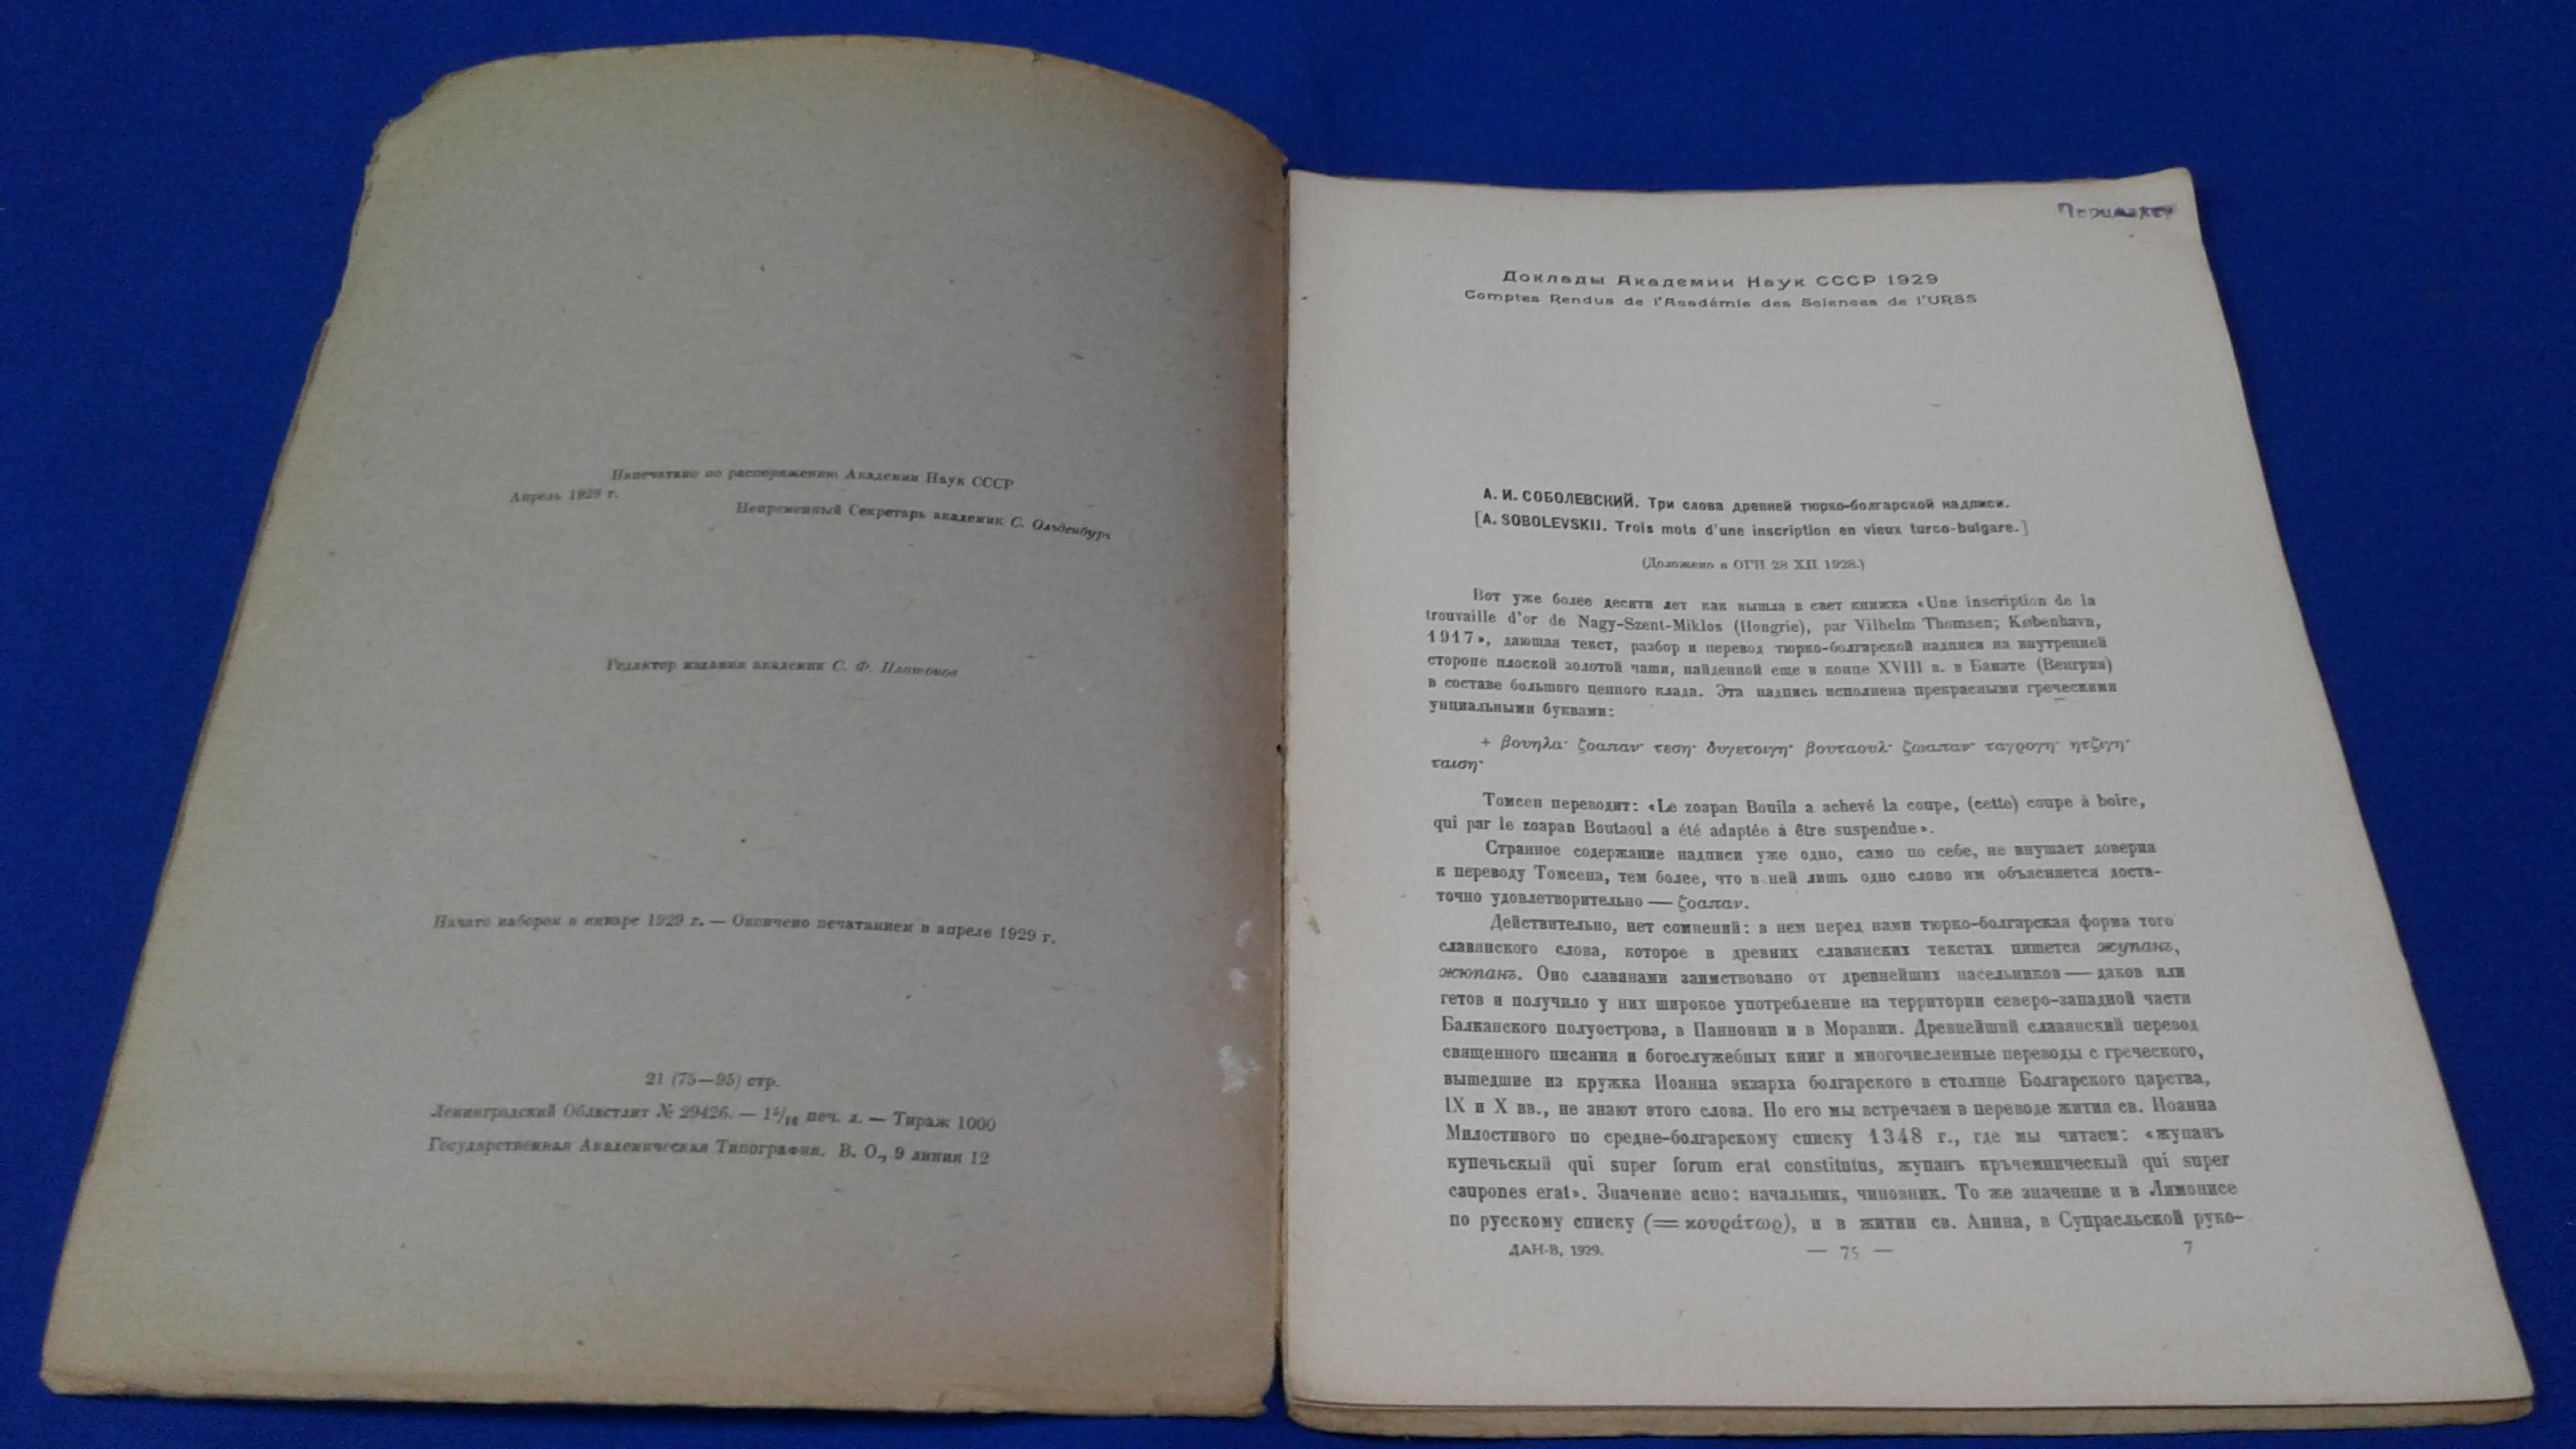 Напечатано по распоряжению Академии Наук СССР
Апрель 1929 г.
Непременный Секретарь академик С. Ольденбург
Редактор издания академик С. Ф. Платонов
Начато набором в январе 1929 г. — Окончено печатанием в апреле 1929 г.
21 (75—95) стр.
Ленинградский Областлит № 29426. — 1 5/16 печ. л. — Тираж 1000
Государственная Академическая Типография. В. О., 9 линия 12
Доклады Академии Наук СССР 1929
Comptes Rendus de l'Académie des Sciences de l'URSS
А. И. СОБОЛЕВСКИЙ. Три слова древней тюрко-болгарской надписи.
[A. SOBOLEVSKIJ. Trois mots d'une inscription en vieux turco-bulgare.]
(Доложено в ОГН 28 XII 1928.)
Вот уже более десяти лет как вышла в свет книжка «Une inscription de la
trouvaille d'or de Nagy-Szent-Miklos (Hongrie), par Vilhelm Thomsen; København,
1917», дающая текст, разбор и перевод тюрко-болгарской надписи на внутренней
стороне плоской золотой чаши, найденной еще в конце XVIII в. в Банате (Венгрия)
в составе большого ценного клада. Эта надпись исполнена прекрасными греческими
унциальными буквами:
+ βουηλα· ζοαπαν· τεση· δυγετοιγη· βουταουλ· ζωαπαν· ταγρογη· ητζιγη·
ταιση·
Томсен переводит: «Le zoapan Bouila a achevé la coupe, (cette) coupe à boire,
qui par le zoapan Boutaoul a été adaptée à être suspendue».
Странное содержание надписи уже одно, само по себе, не внушает доверия
к переводу Томсена, тем более, что в ней лишь одно слово им объясняется доста-
точно удовлетворительно — ζοαπαν.
Действительно, нет сомнений: в нем перед нами тюрко-болгарская форма того
славянского слова, которое в древних славянских текстах пишется жупанъ,
жюпанъ. Оно славянами заимствовано от древнейших насельников — даков или
гетов и получило у них широкое употребление на территории северо-западной части
Балканского полуострова, в Паннонии и в Моравии. Древнейший славянский перевод
священного писания и богослужебных книг и многочисленные переводы с греческого,
вышедшие из кружка Иоанна экзарха болгарского в столице Болгарского царства,
IX и X вв., не знают этого слова. Но его мы встречаем в переводе жития св. Иоанна
Милостивого по средне-болгарскому списку 1348 г., где мы читаем: «жупанъ
купечьскый qui super forum erat constitutus, жупанъ кръчемническый qui super
caupones erat». Значение ясно: начальник, чиновник. То же значение и в Лимонисе
по русскому списку (= κουράτωρ), и в житии св. Анина, в Супрасльской руко-
ДАН-В, 1929.
— 75 —
7